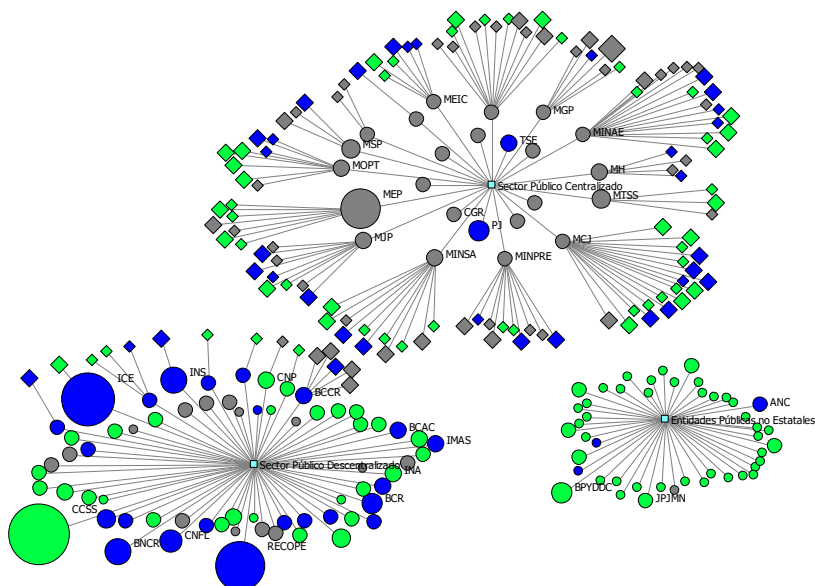 MEIC
MGP
TSE
MINAE
MSP
MOPT
MH
Sector Público Centralizado
MEP
MTSS
CGR
PJ
MJP
MCJ
MINSA
MINPRE
ICE
INS
CNP
BCCR
ANC
Entidades Públicas no Estatales
BCAC
IMAS
Sector Público Descentralizado
INA
BPYDDC
JPJMN
BCR
CCSS
CNFL
RECOPE
BNCR